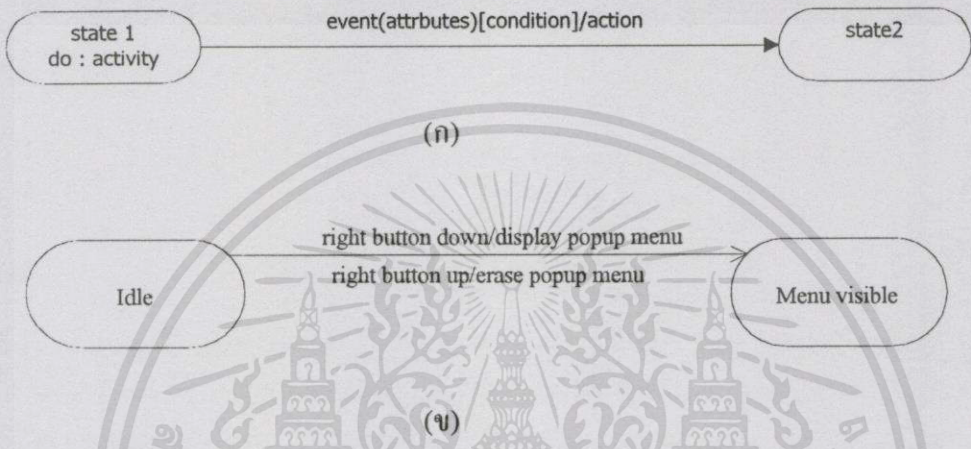 event(attrbutes)[condition]/action
state 1
do : activity
state2
(ก)
right button down/display popup menu
right button up/erase popup menu
Idle
Menu visible
(ข)